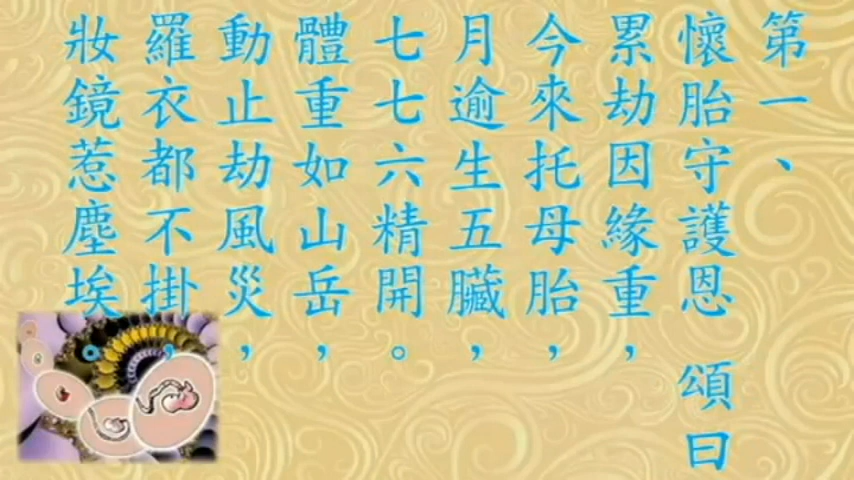 第一、
懷胎守護恩 頌曰
累劫因緣重，
今來托母胎，
月逾生五臟，
七七六精開。
體重如山岳，
動止劫風災，
羅衣都不掛，
妝鏡惹塵埃。